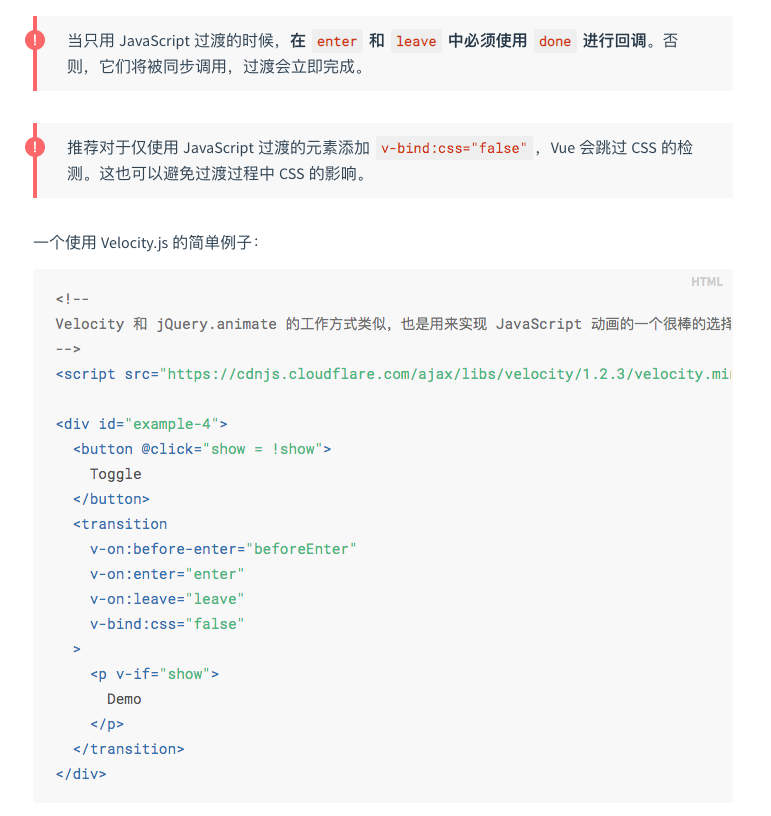 !
当只用 JavaScript 过渡的时候，在 enter 和 leave 中必须使用 done 进行回调。否
则，它们将被同步调用，过渡会立即完成。
!
推荐对于仅使用 JavaScript 过渡的元素添加 v-bind:css="false"，Vue 会跳过 CSS 的检
测。这也可以避免过渡过程中 CSS 的影响。
一个使用 Velocity.js 的简单例子：
HTML
<!--
Velocity 和 jQuery.animate 的工作方式类似，也是用来实现 JavaScript 动画的一个很棒的选择
-->
<script src="https://cdnjs.cloudflare.com/ajax/libs/velocity/1.2.3/velocity.min
<div id="example-4">
  <button @click="show = !show">
    Toggle
  </button>
  <transition
    v-on:before-enter="beforeEnter"
    v-on:enter="enter"
    v-on:leave="leave"
    v-bind:css="false"
  >
    <p v-if="show">
      Demo
    </p>
  </transition>
</div>